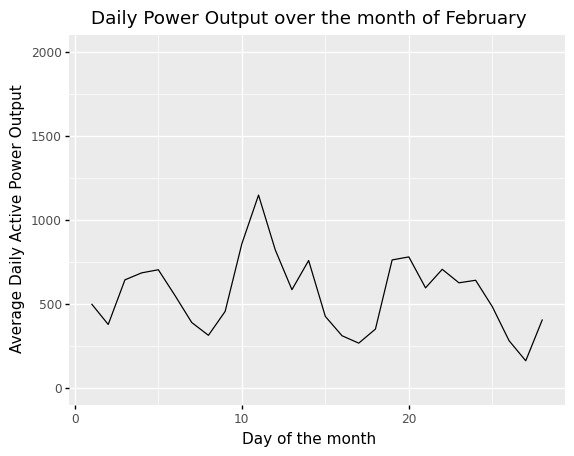 Daily Power Output over the month of February
Average Daily Active Power Output
2000
1500
1000
500
0
0
10
20
Day of the month